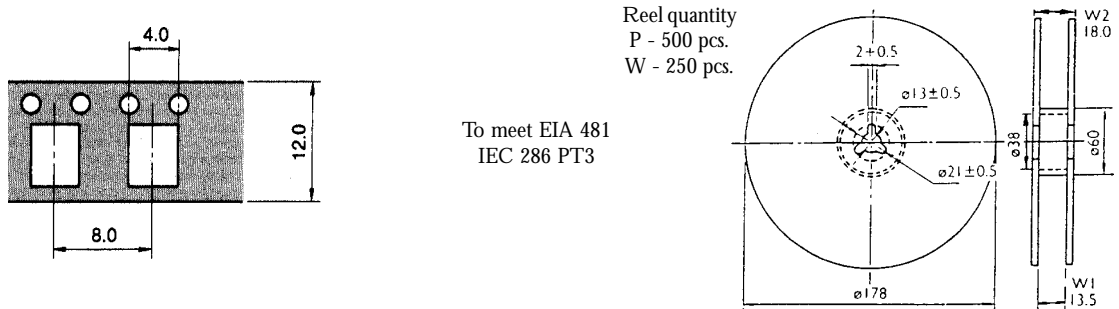 4.0
12.0
8.0
To meet EIA 481
IEC 286 PT3
Reel quantity
P - 500 pcs.
W - 250 pcs.
2±0.5
ø13±0.5
ø21±0.5
ø178
W2
18.0
ø38
ø60
W1
13.5